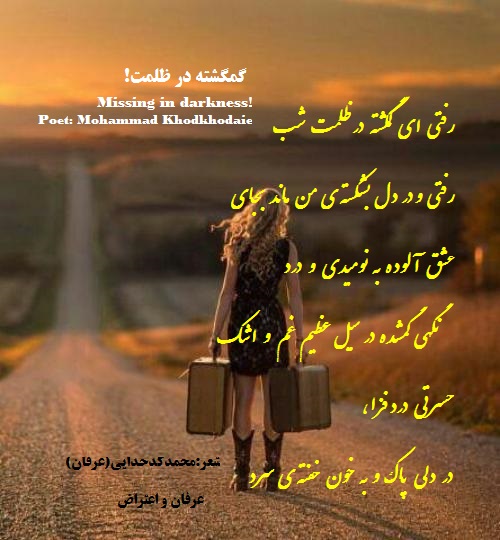 گمگشته در ظلمت!
Missing in darkness!
Poet: Mohammad Khodkhodaie
رفتی ای گمگشته در ظلمت شب
رفتی و در دل بشکسته‌ی من ماند بجای
عشق آلوده به نومیدی و درد
نگهی گمشده در سیل عظیم غم و اشک
حسرتی درد فزا،
در دلی پاک و به خون خفته‌ی سرد
شعر:محمدکدخدایی(عرفان)
عرفان و اعتراض